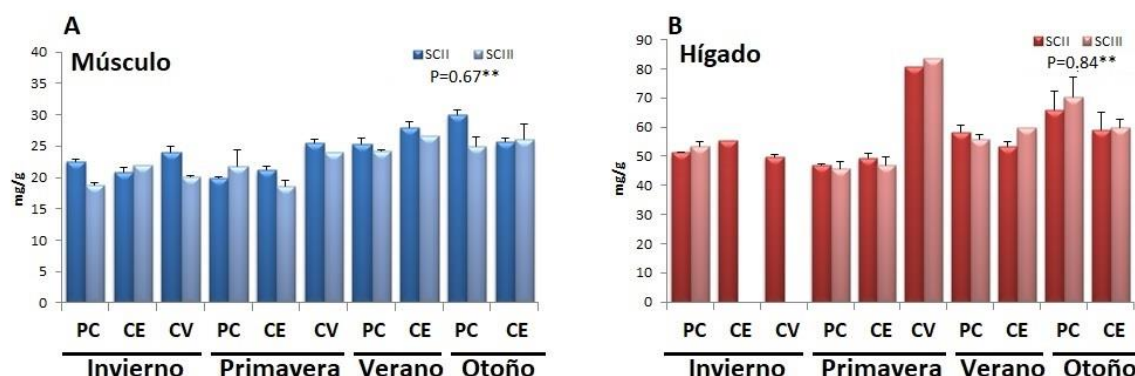 A
Músculo
SCII SCIII
P=0.67**
mg/g
40
35
30
25
20
15
10
5
0
PC CE CV PC CE CV PC CE PC CE
Invierno Primavera Verano Otoño
B
Hígado
SCII SCIII
P=0.84**
mg/g
90
80
70
60
50
40
30
20
10
0
PC CE CV PC CE CV PC CE PC CE
Invierno Primavera Verano Otoño